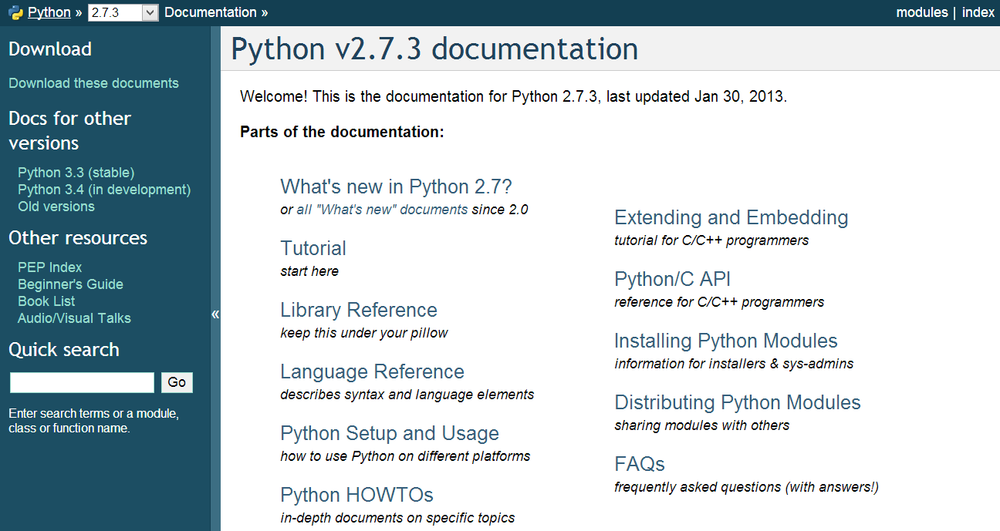 Python » 2.7.3 Documentation »
modules | index
Download
Download these documents
Docs for other
versions
Python 3.3 (stable)
Python 3.4 (in development)
Old versions
Other resources
PEP Index
Beginner's Guide
Book List
Audio/Visual Talks
Quick search
Go
Enter search terms or a module,
class or function name.
«
Python v2.7.3 documentation
Welcome! This is the documentation for Python 2.7.3, last updated Jan 30, 2013.
Parts of the documentation:
What's new in Python 2.7?
or all "What's new" documents since 2.0
Tutorial
start here
Library Reference
keep this under your pillow
Language Reference
describes syntax and language elements
Python Setup and Usage
how to use Python on different platforms
Python HOWTOs
in-depth documents on specific topics
Extending and Embedding
tutorial for C/C++ programmers
Python/C API
reference for C/C++ programmers
Installing Python Modules
information for installers & sys-admins
Distributing Python Modules
sharing modules with others
FAQs
frequently asked questions (with answers!)